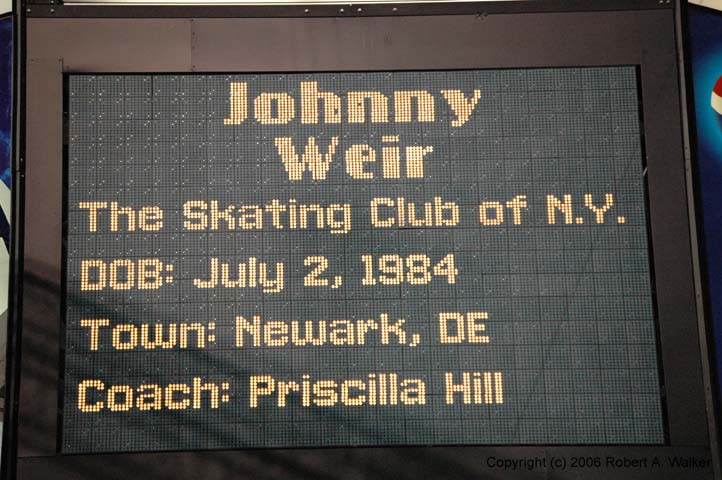 Johnny
Weir
The Skating Club of N.Y.
DOB: July 2, 1984
Town: Newark, DE
Coach: Priscilla Hill
Copyright (c) 2006 Robert A. Walker